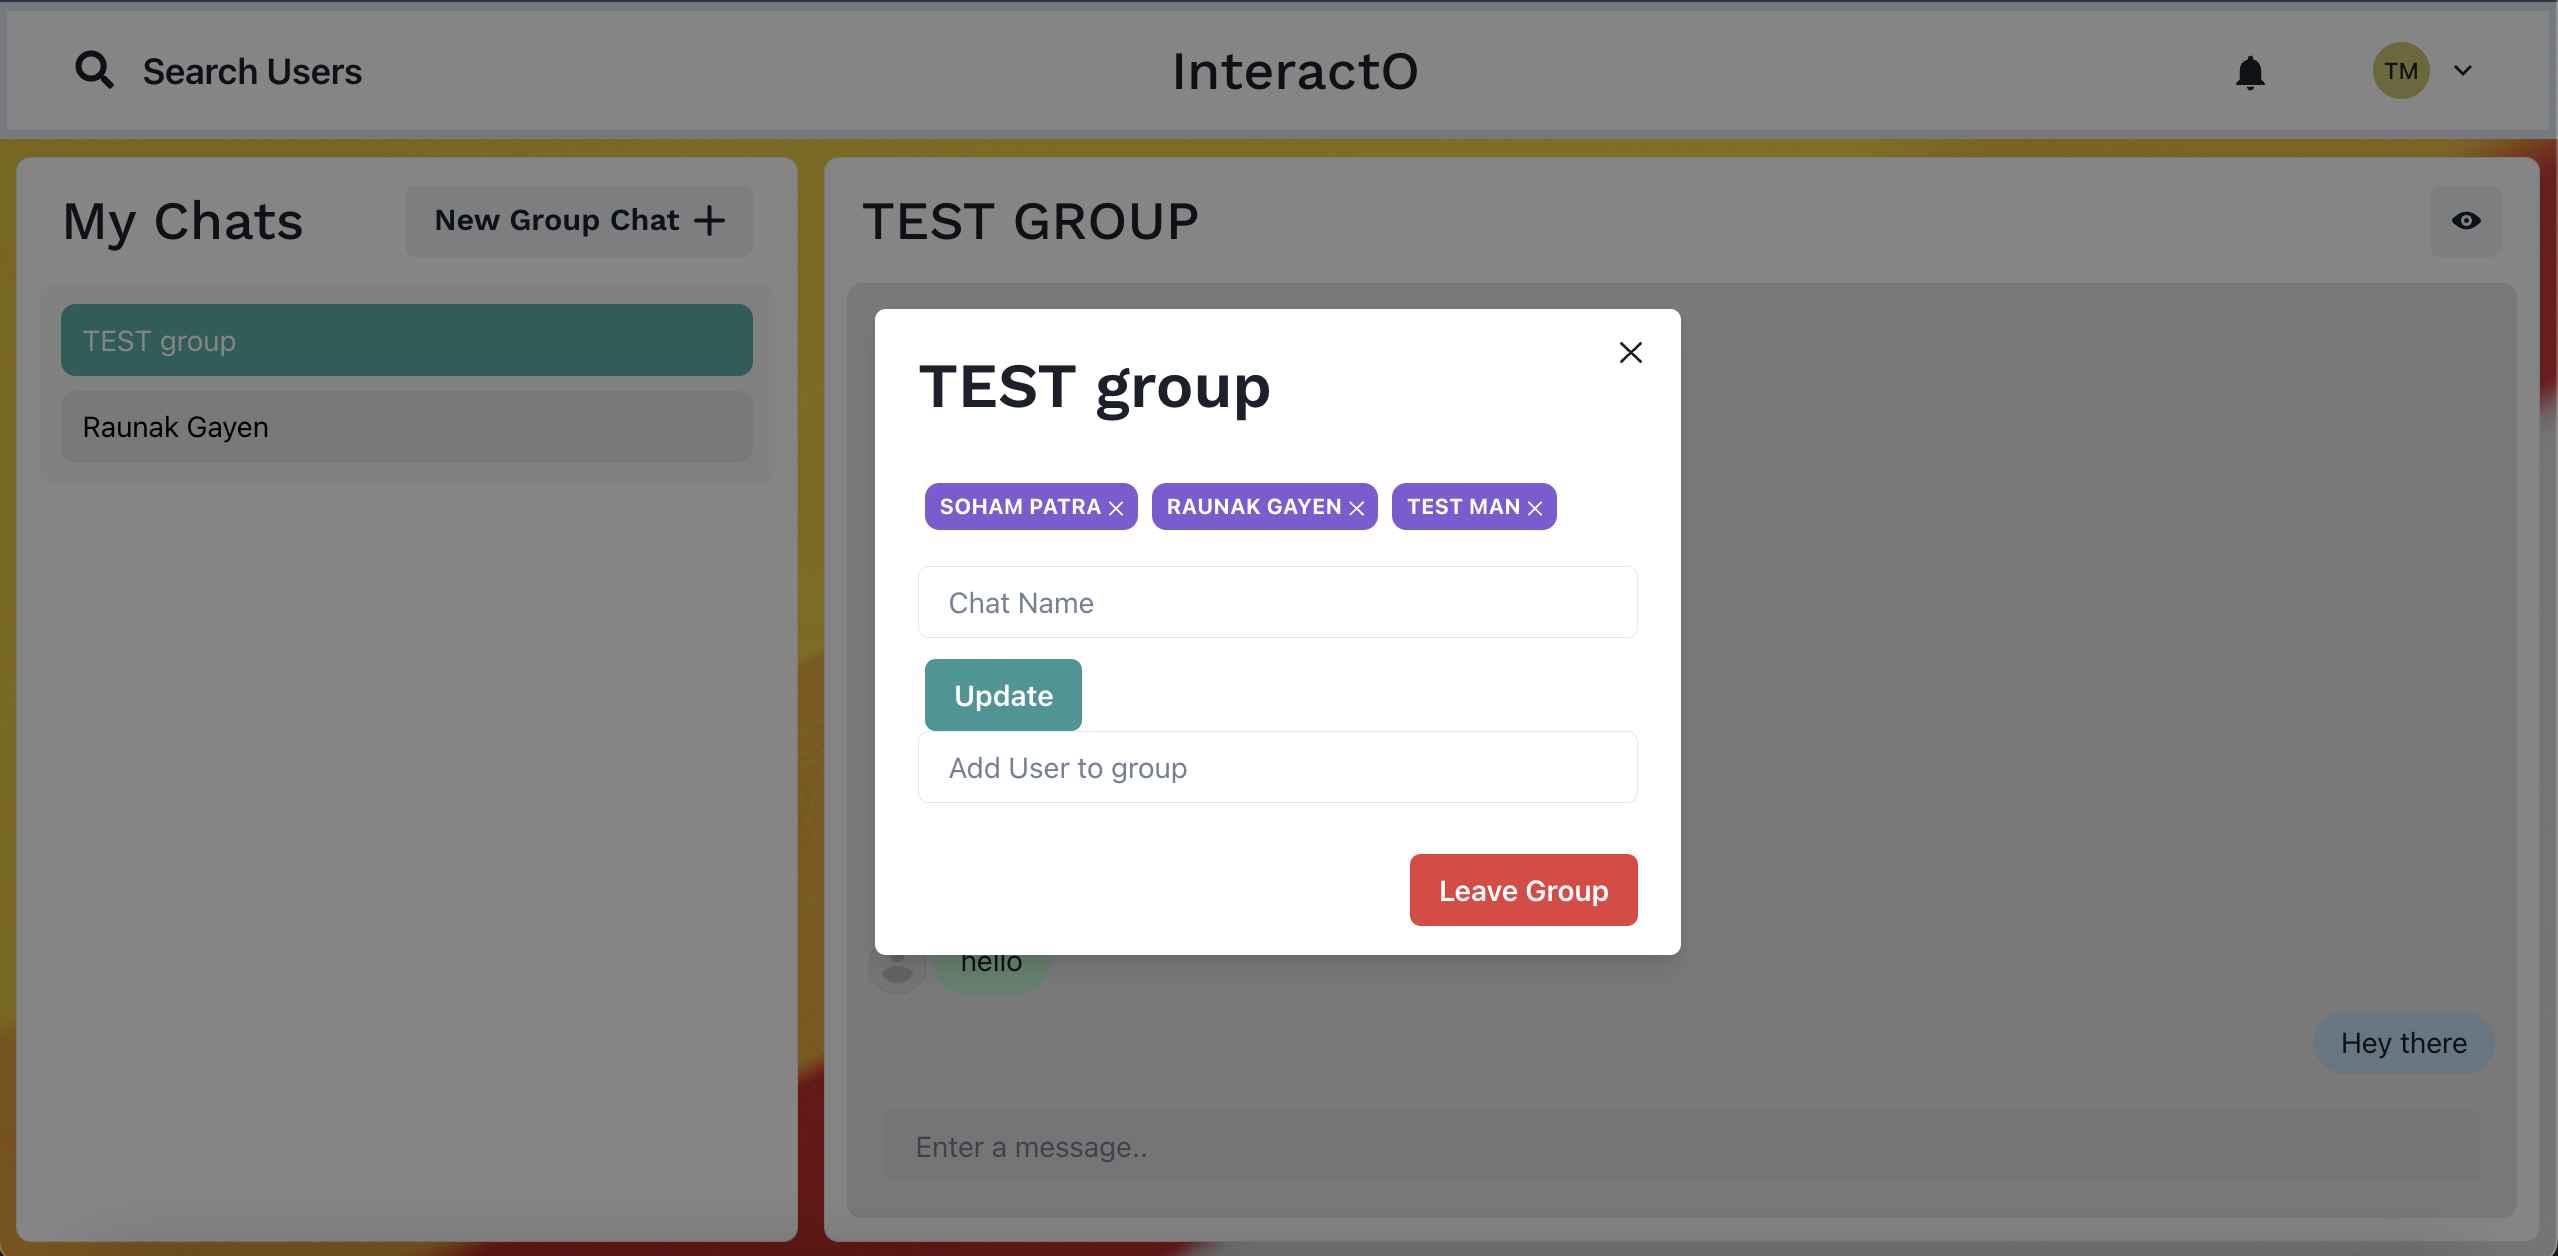 Search Users
InteractO
TM
My Chats
New Group Chat
TEST group
Raunak Gayen
TEST GROUP
TEST group
SOHAM PATRA
RAUNAK GAYEN
TEST MAN
Chat Name
Update
Add User to group
Leave Group
hello
Hey there
Enter a message..